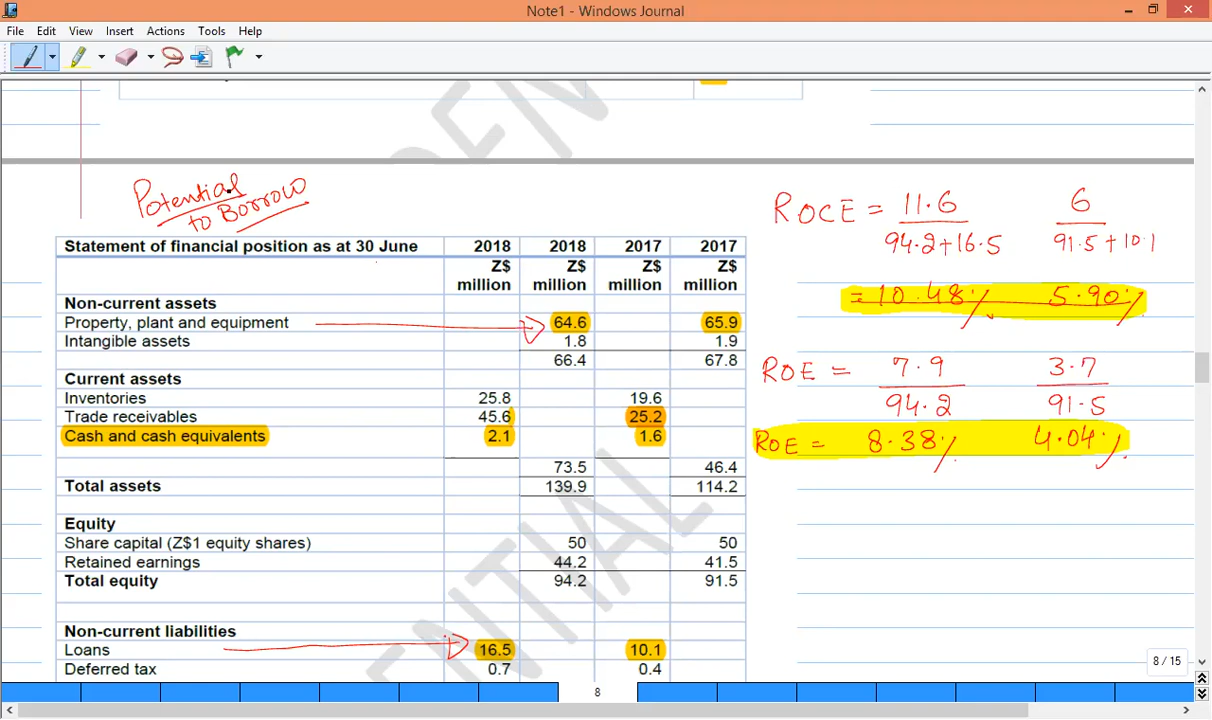 Note1 - Windows Journal
File Edit View Insert Actions Tools Help
Potential
to Borrow
Statement of financial position as at 30 June 2018 2018 2017 2017
Z$ Z$ Z$ Z$
million million million million
Non-current assets
Property, plant and equipment 64.6 65.9
Intangible assets 1.8 1.9
66.4 67.8
Current assets
Inventories 25.8 19.6
Trade receivables 45.6 25.2
Cash and cash equivalents 2.1 1.6
73.5 46.4
Total assets 139.9 114.2
Equity
Share capital (Z$1 equity shares) 50 50
Retained earnings 44.2 41.5
Total equity 94.2 91.5
Non-current liabilities
Loans 16.5 10.1
Deferred tax 0.7 0.4
ROCE = 11.6 6
94.2+16.5 91.5+10.1
= 10.48% 5.90%
ROE = 7.9 3.7
94.2 91.5
ROE = 8.38% 4.04%
8 / 15
8